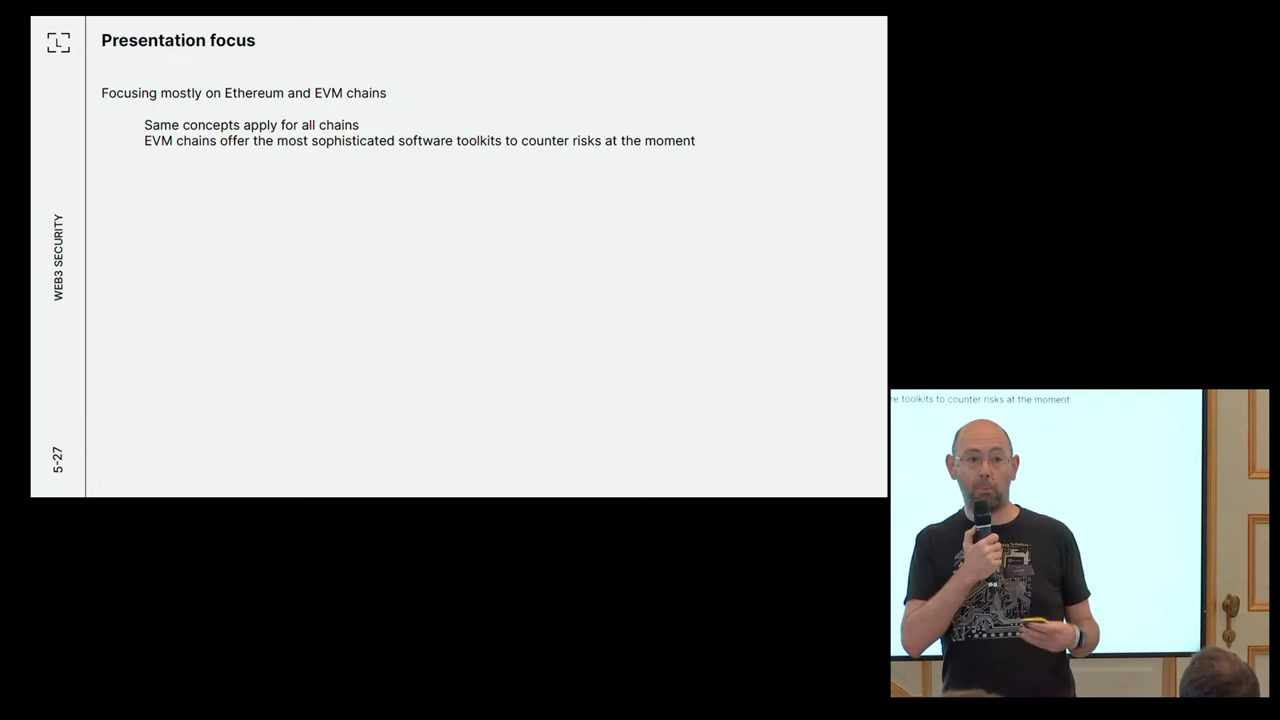 L
Presentation focus
Focusing mostly on Ethereum and EVM chains
Same concepts apply for all chains
EVM chains offer the most sophisticated software toolkits to counter risks at the moment
WEB3 SECURITY
5-27
e toolkits to counter risks at the moment